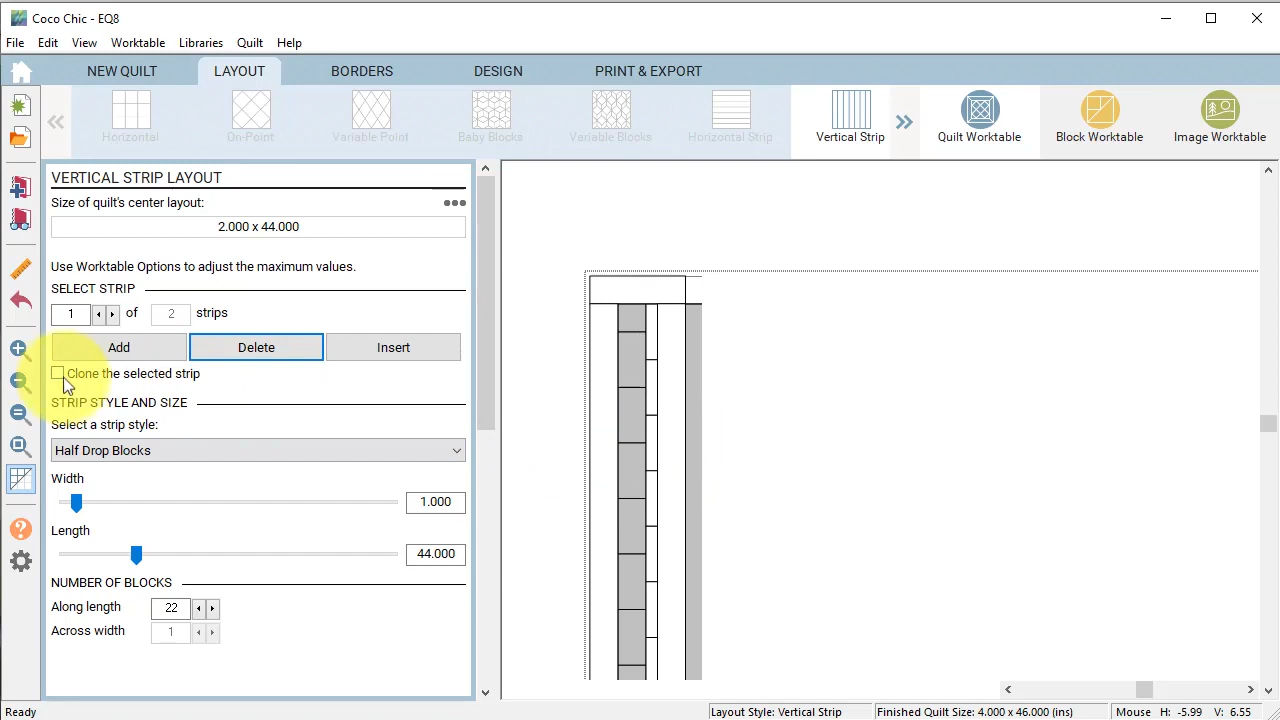 Coco Chic - EQ8
File Edit View Worktable Libraries Quilt Help
NEW QUILT LAYOUT BORDERS DESIGN PRINT & EXPORT
Horizontal On-Point Variable Point Baby Blocks Variable Blocks Horizontal Strip Vertical Strip Quilt Worktable Block Worktable Image Worktable
VERTICAL STRIP LAYOUT
Size of quilt's center layout:
2.000 x 44.000
Use Worktable Options to adjust the maximum values.
SELECT STRIP
1 of 2 strips
Add Delete Insert
Clone the selected strip
STRIP STYLE AND SIZE
Select a strip style:
Half Drop Blocks
Width
1.000
Length
44.000
NUMBER OF BLOCKS
Along length 22
Across width 1
Ready Layout Style: Vertical Strip Finished Quilt Size: 4.000 x 46.000 (ins) Mouse H: -5.99 V: 6.55